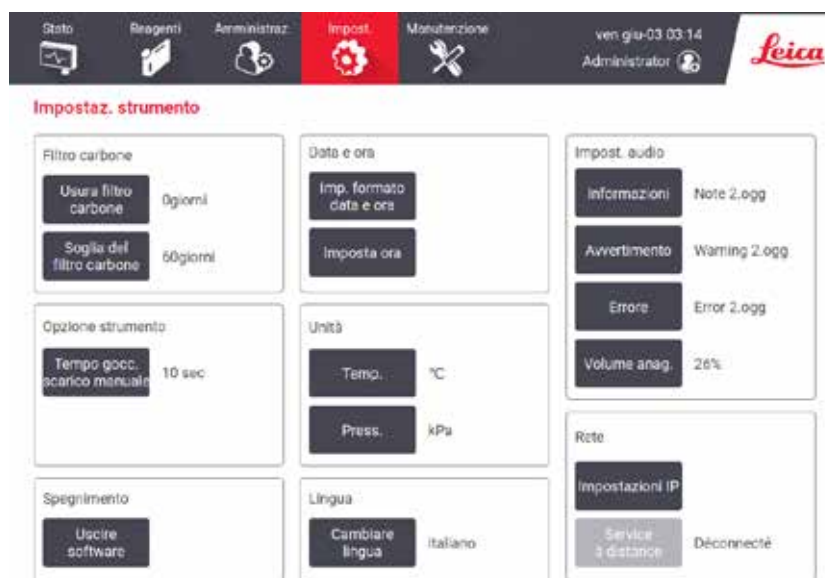 Stato
Reagenti
Amministraz.
Impost.
Manutenzione
ven giu-03 03:14
Administrator
Leica
Impostaz. strumento
Filtro carbone
Usura filtro
carbone
0giorni
Soglia del
filtro carbone
60giorni
Opzione strumento
Tempo gocc.
scarico manuale
10 sec
Spegnimento
Uscire
software
Data e ora
Imp. formato
data e ora
Imposta ora
Unità
Temp.
°C
Press.
kPa
Lingua
Cambiare
lingua
Italiano
Impost. audio
Informazioni
Note 2.ogg
Avvertimento
Warning 2.ogg
Errore
Error 2.ogg
Volume anag.
26%
Rete
Impostazioni IP
Service
à distance
Déconnecté